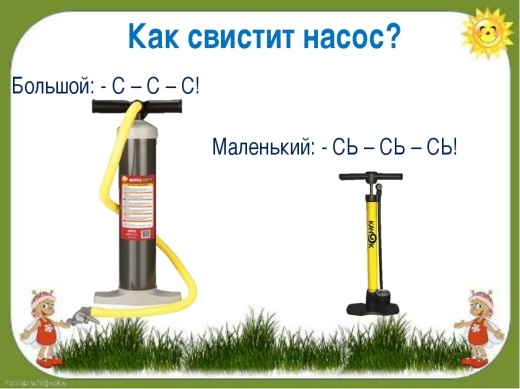 Как свистит насос?
Большой: - С – С – С!
Маленький: - СЬ – СЬ – СЬ!